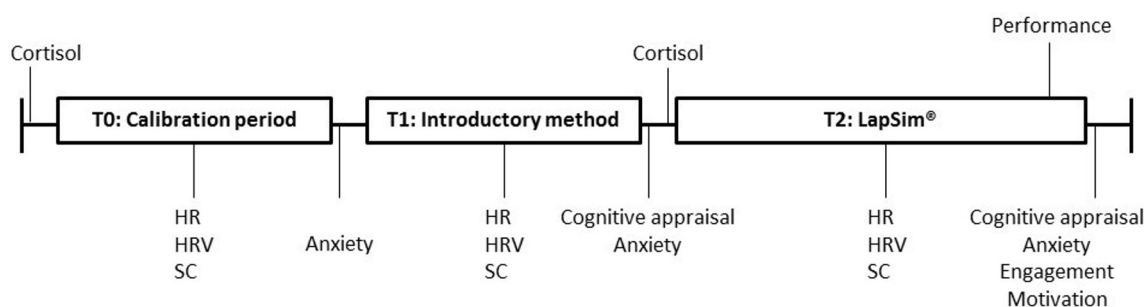 Performance
Cortisol
Cortisol
T0: Calibration period
T1: Introductory method
T2: LapSim®
HR
HRV
SC
Anxiety
HR
HRV
SC
Cognitive appraisal
Anxiety
HR
HRV
SC
Cognitive appraisal
Anxiety
Engagement
Motivation